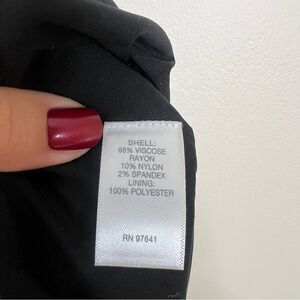 SHELL:
88% VISCOSE
RAYON
10% NYLON
2% SPANDEX
LINING:
100% POLYESTER
RN 97641